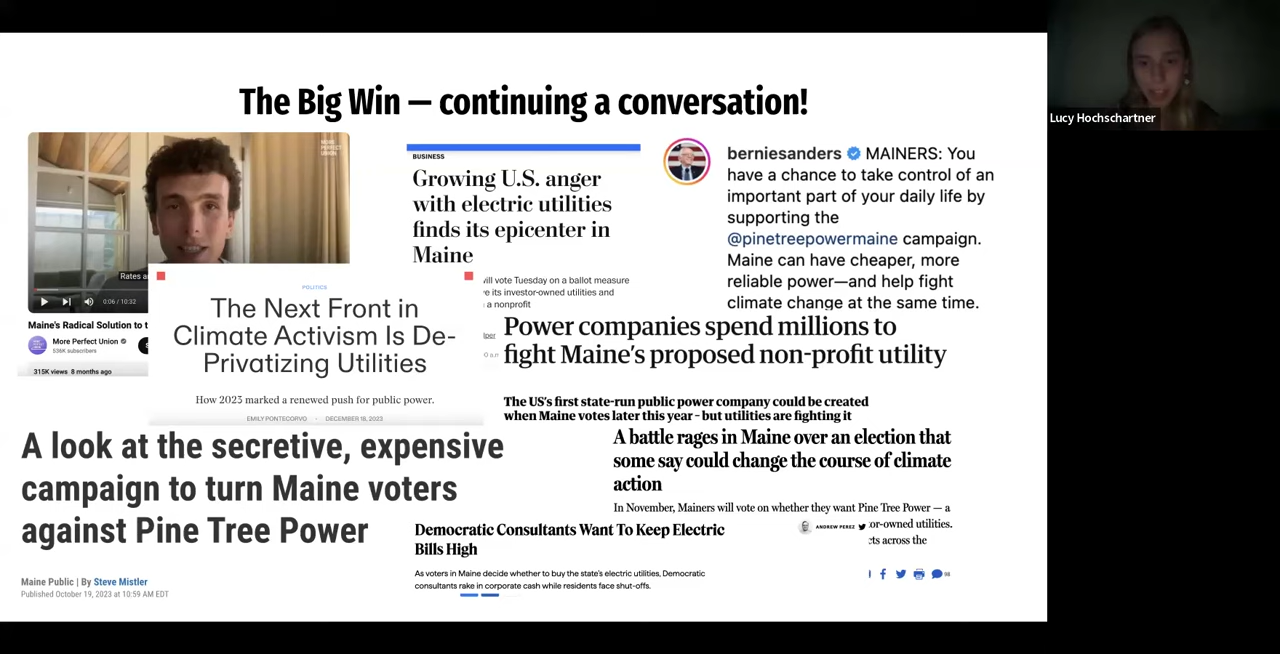 The Big Win — continuing a conversation!
Lucy Hochschartner
MORE
PERFECT
UNION
Rates a
0:06 / 10:32
Maine's Radical Solution to t
More Perfect Union
536K subscribers
315K views 8 months ago
BUSINESS
Growing U.S. anger
with electric utilities
finds its epicenter in
Maine
will vote Tuesday on a ballot measure
e its investor-owned utilities and
a nonprofit
berniesanders MAINERS: You
have a chance to take control of an
important part of your daily life by
supporting the
@pinetreepowermaine campaign.
Maine can have cheaper, more
reliable power—and help fight
climate change at the same time.
POLITICS
The Next Front in
Climate Activism Is De-
Privatizing Utilities
How 2023 marked a renewed push for public power.
EMILY PONTECORVO - DECEMBER 18, 2023
Power companies spend millions to
fight Maine's proposed non-profit utility
The US's first state-run public power company could be created
when Maine votes later this year – but utilities are fighting it
A look at the secretive, expensive
campaign to turn Maine voters
against Pine Tree Power
Maine Public | By Steve Mistler
Published October 19, 2023 at 10:59 AM EDT
A battle rages in Maine over an election that
some say could change the course of climate
action
In November, Mainers will vote on whether they want Pine Tree Power — a
or-owned utilities.
cts across the
Democratic Consultants Want To Keep Electric
Bills High
ANDREW PEREZ
As voters in Maine decide whether to buy the state's electric utilities, Democratic
consultants rake in corporate cash while residents face shut-offs.